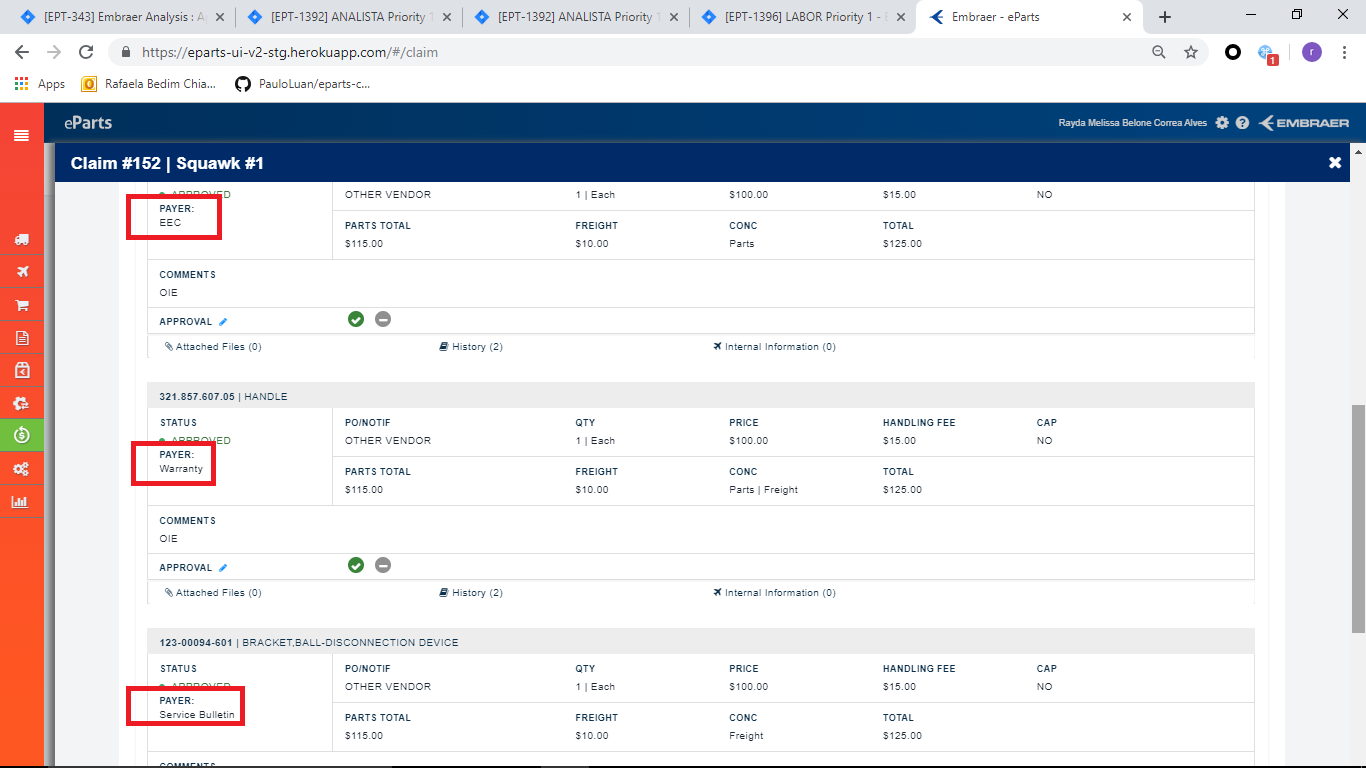 [EPT-343] Embraer Analysis : A
[EPT-1392] ANALISTA Priority 1
[EPT-1392] ANALISTA Priority 1
[EPT-1396] LABOR Priority 1 - E
Embraer - eParts
https://eparts-ui-v2-stg.herokuapp.com/#/claim
1
r
Apps
Rafaela Bedim Chia...
PauloLuan/eparts-c...
eParts
Rayda Melissa Belone Correa Alves
EMBRAER
Claim #152 | Squawk #1
APPROVED
OTHER VENDOR
1 | Each
$100.00
$15.00
NO
PAYER:
EEC
PARTS TOTAL
FREIGHT
CONC
TOTAL
$115.00
$10.00
Parts
$125.00
COMMENTS
OIE
APPROVAL
Attached Files (0)
History (2)
Internal Information (0)
321.857.607.05 | HANDLE
STATUS
PO/NOTIF
QTY
PRICE
HANDLING FEE
CAP
APPROVED
OTHER VENDOR
1 | Each
$100.00
$15.00
NO
PAYER:
Warranty
PARTS TOTAL
FREIGHT
CONC
TOTAL
$115.00
$10.00
Parts | Freight
$125.00
COMMENTS
OIE
APPROVAL
Attached Files (0)
History (2)
Internal Information (0)
123-00094-601 | BRACKET,BALL-DISCONNECTION DEVICE
STATUS
PO/NOTIF
QTY
PRICE
HANDLING FEE
CAP
APPROVED
OTHER VENDOR
1 | Each
$100.00
$15.00
NO
PAYER:
Service Bulletin
PARTS TOTAL
FREIGHT
CONC
TOTAL
$115.00
$10.00
Freight
$125.00
COMMENTS